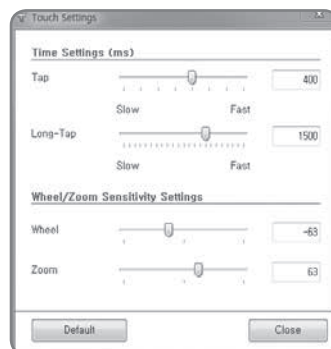 Touch Settings
Time Settings (ms)
Tap
400
Slow Fast
Long-Tap
1500
Slow Fast
Wheel/Zoom Sensitivity Settings
Wheel
-63
Zoom
63
Default Close